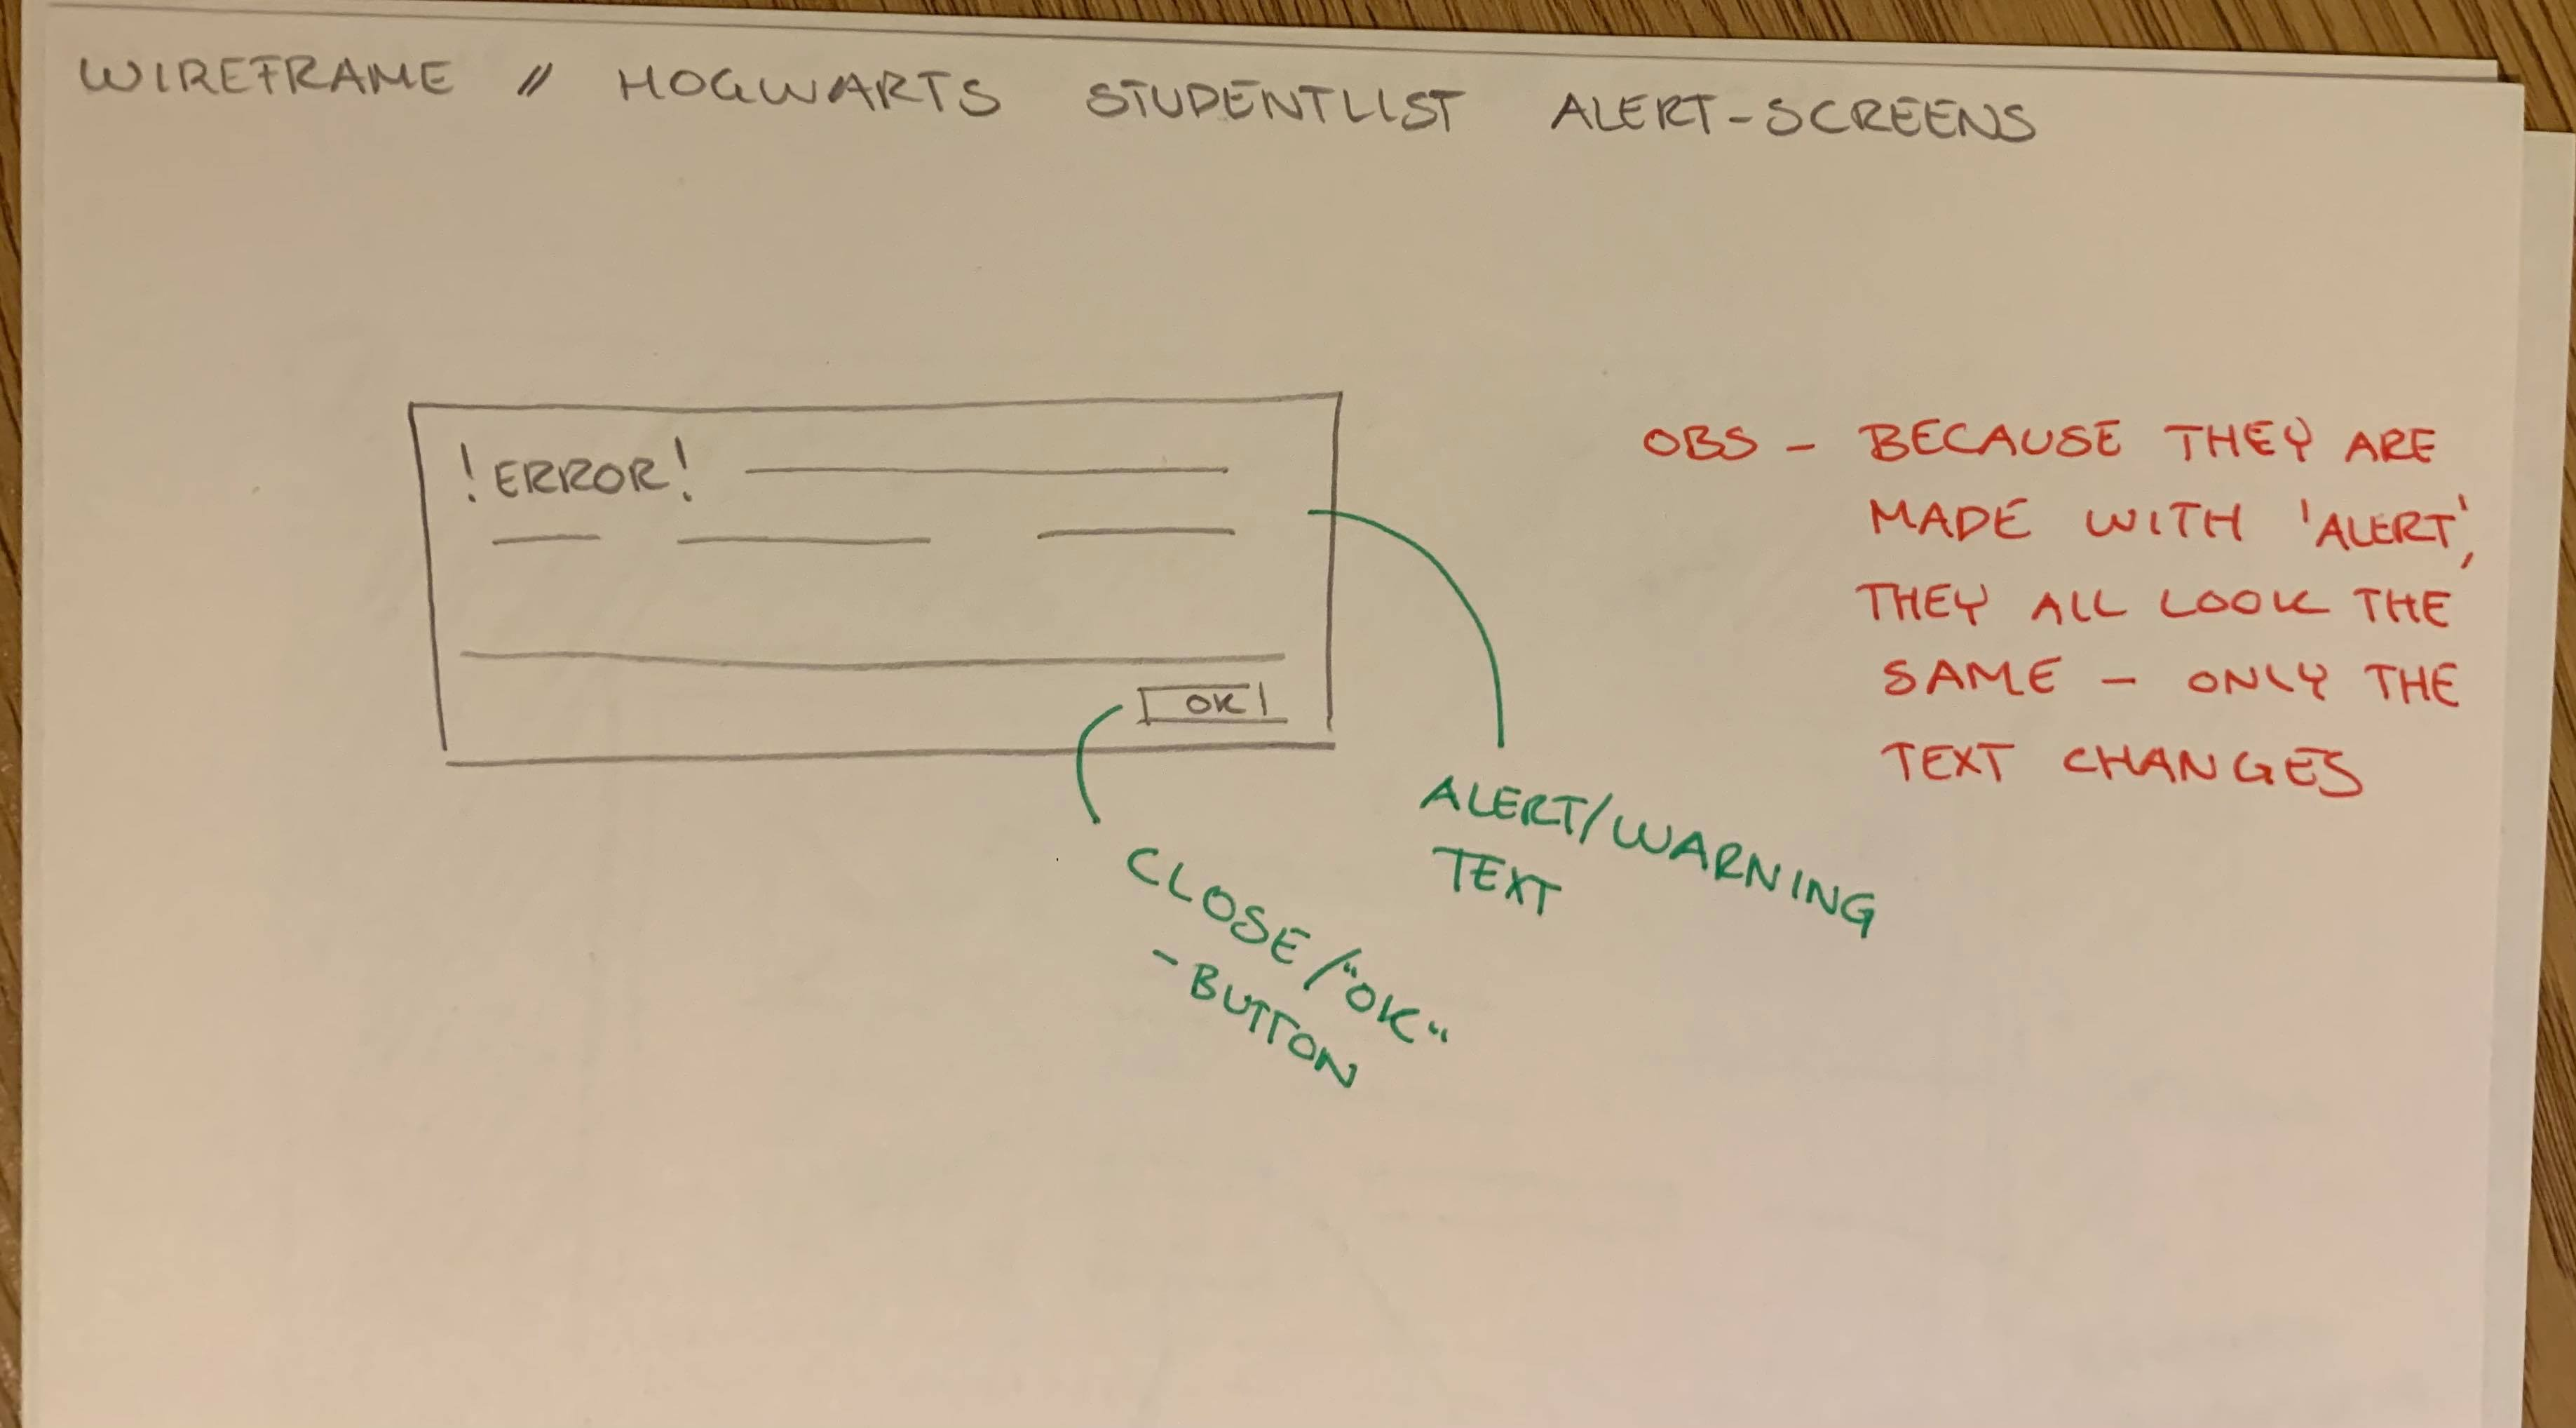 WIREFRAME // HOGWARTS STUDENTLIST ALERT-SCREENS
! ERROR!
OK
OBS - BECAUSE THEY ARE
MADE WITH 'ALERT',
THEY ALL LOOK THE
SAME - ONLY THE
TEXT CHANGES
ALERT/WARNING
TEXT
CLOSE/"OK"
-BUTTON